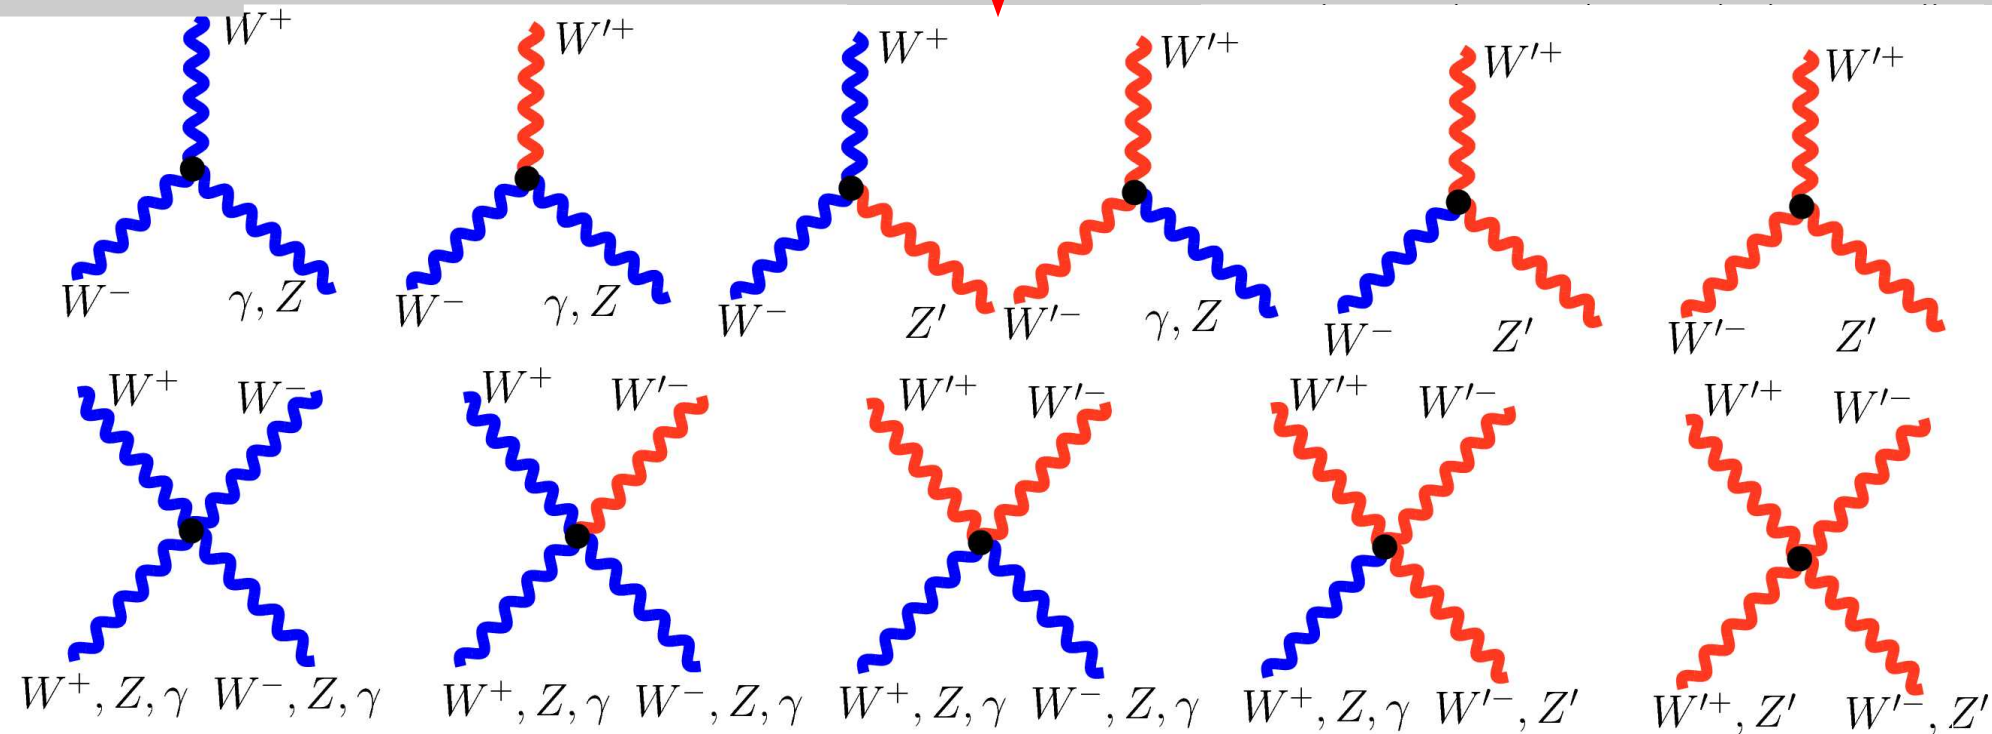 W⁺ W′⁺ W⁺ W′⁺ W′⁺ W′⁺
W⁻ γ, Z W⁻ γ, Z W⁻ Z′ W′⁻ γ, Z W⁻ Z′ W′⁻ Z′
W⁺ W⁻ W⁺ W′⁻ W′⁺ W′⁻ W′⁺ W′⁻ W′⁺ W′⁻
W⁺, Z, γ W⁻, Z, γ W⁺, Z, γ W⁻, Z, γ W⁺, Z, γ W⁻, Z, γ W⁺, Z, γ W′⁻, Z′ W′⁺, Z′ W′⁻, Z′